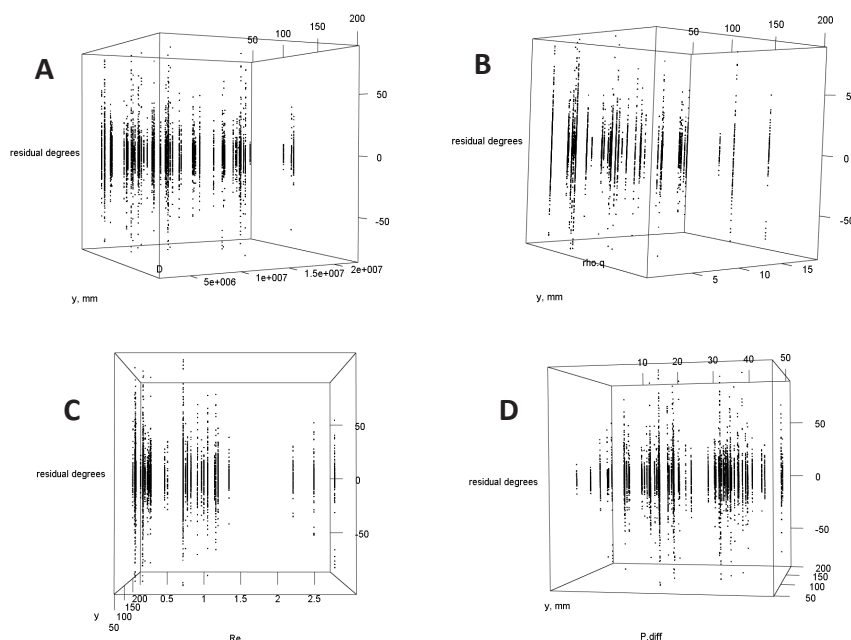 A
50 100 150 200
50
residual degrees
0
-50
D
5e+006 1e+007 1.5e+007 2e+007
y, mm
B
50 100 150 200
5
residual degrees
0
-50
rho.q
5 10 15
y, mm
C
50
residual degrees
0
-50
200 0.5 1 1.5 2 2.5
150
y 100
50
Re
D
10 20 30 40 50
50
residual degrees
0
-50
200
150
100
50
y, mm
P.diff